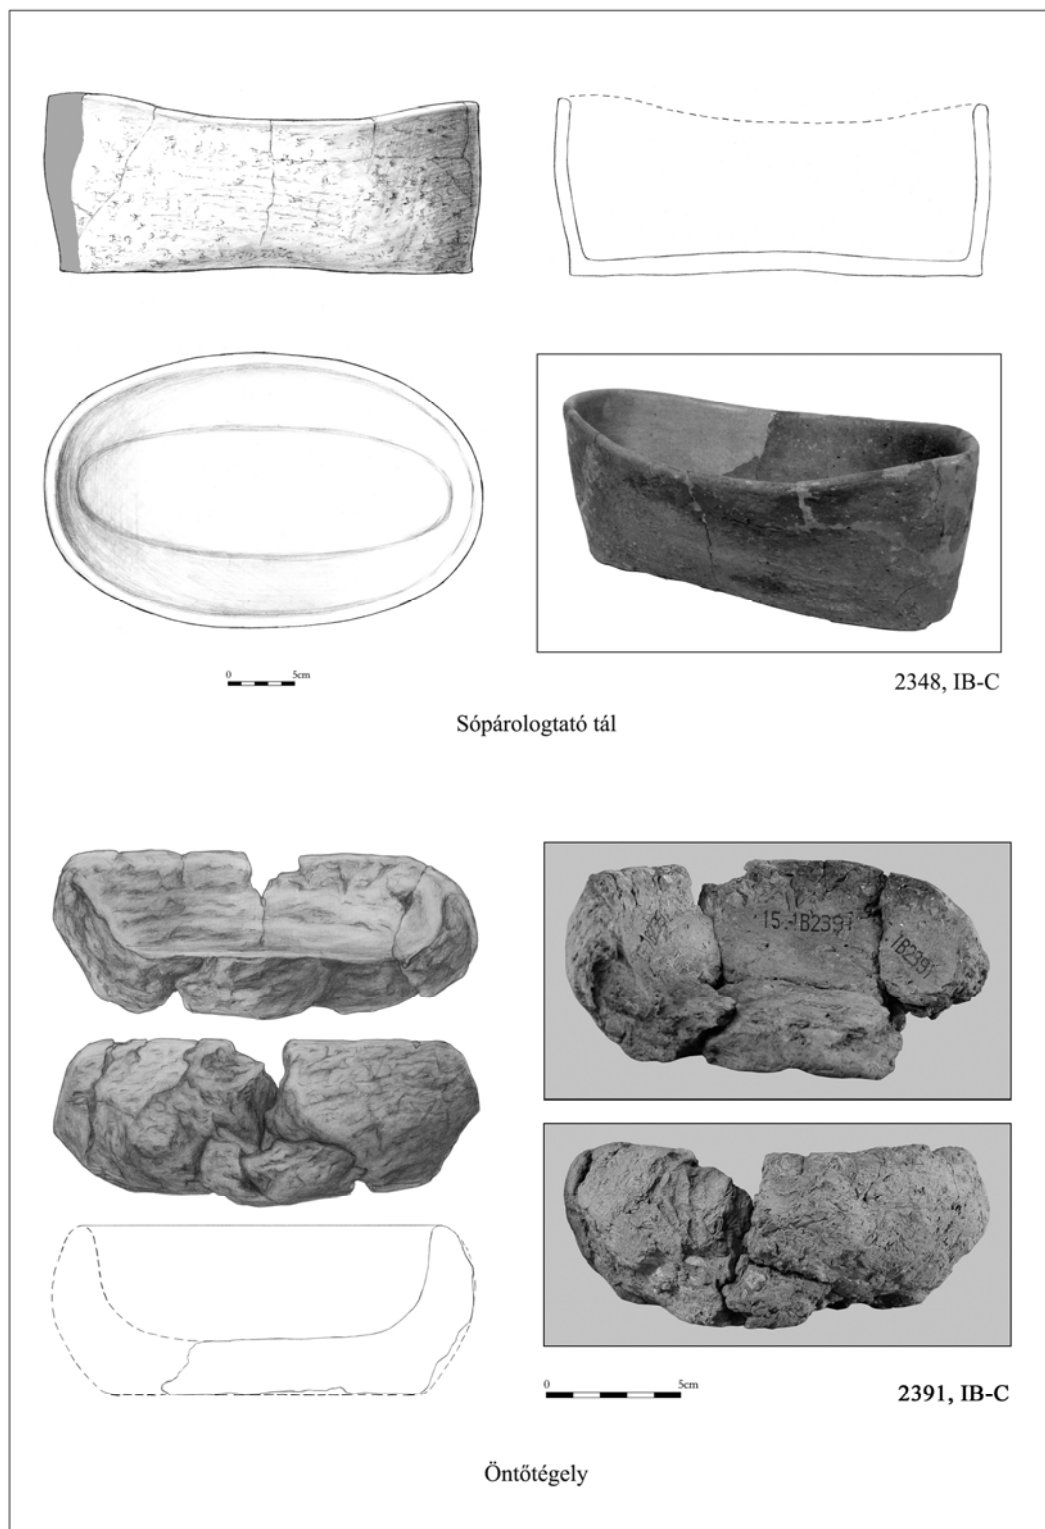 0 5cm
2348, IB-C
Sópárologtató tál
15.-IB2391
IB2391
0 5cm
2391, IB-C
Öntőtégely